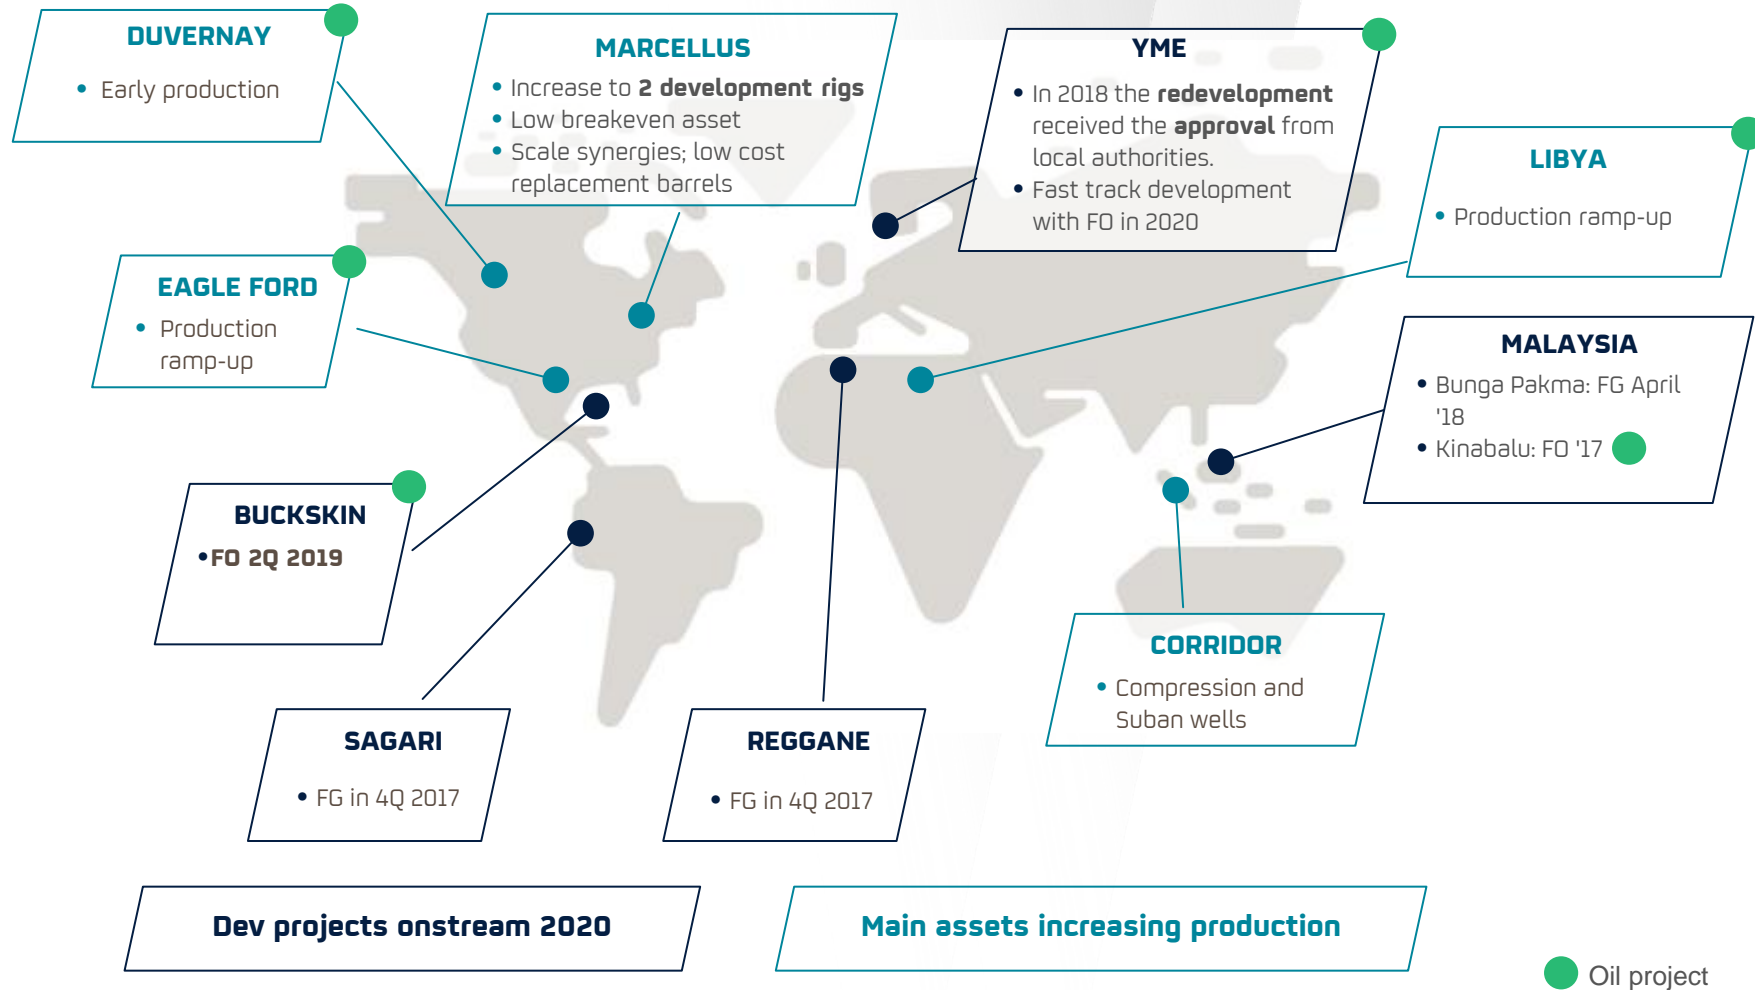 DUVERNAY
• Early production
MARCELLUS
• Increase to 2 development rigs
• Low breakeven asset
• Scale synergies; low cost
replacement barrels
YME
• In 2018 the redevelopment
received the approval from
local authorities.
• Fast track development
with FO in 2020
LIBYA
• Production ramp-up
EAGLE FORD
• Production
ramp-up
MALAYSIA
• Bunga Pakma: FG April
'18
• Kinabalu: FO '17
BUCKSKIN
• FO 2Q 2019
CORRIDOR
• Compression and
Suban wells
SAGARI
• FG in 4Q 2017
REGGANE
• FG in 4Q 2017
Dev projects onstream 2020
Main assets increasing production
Oil project